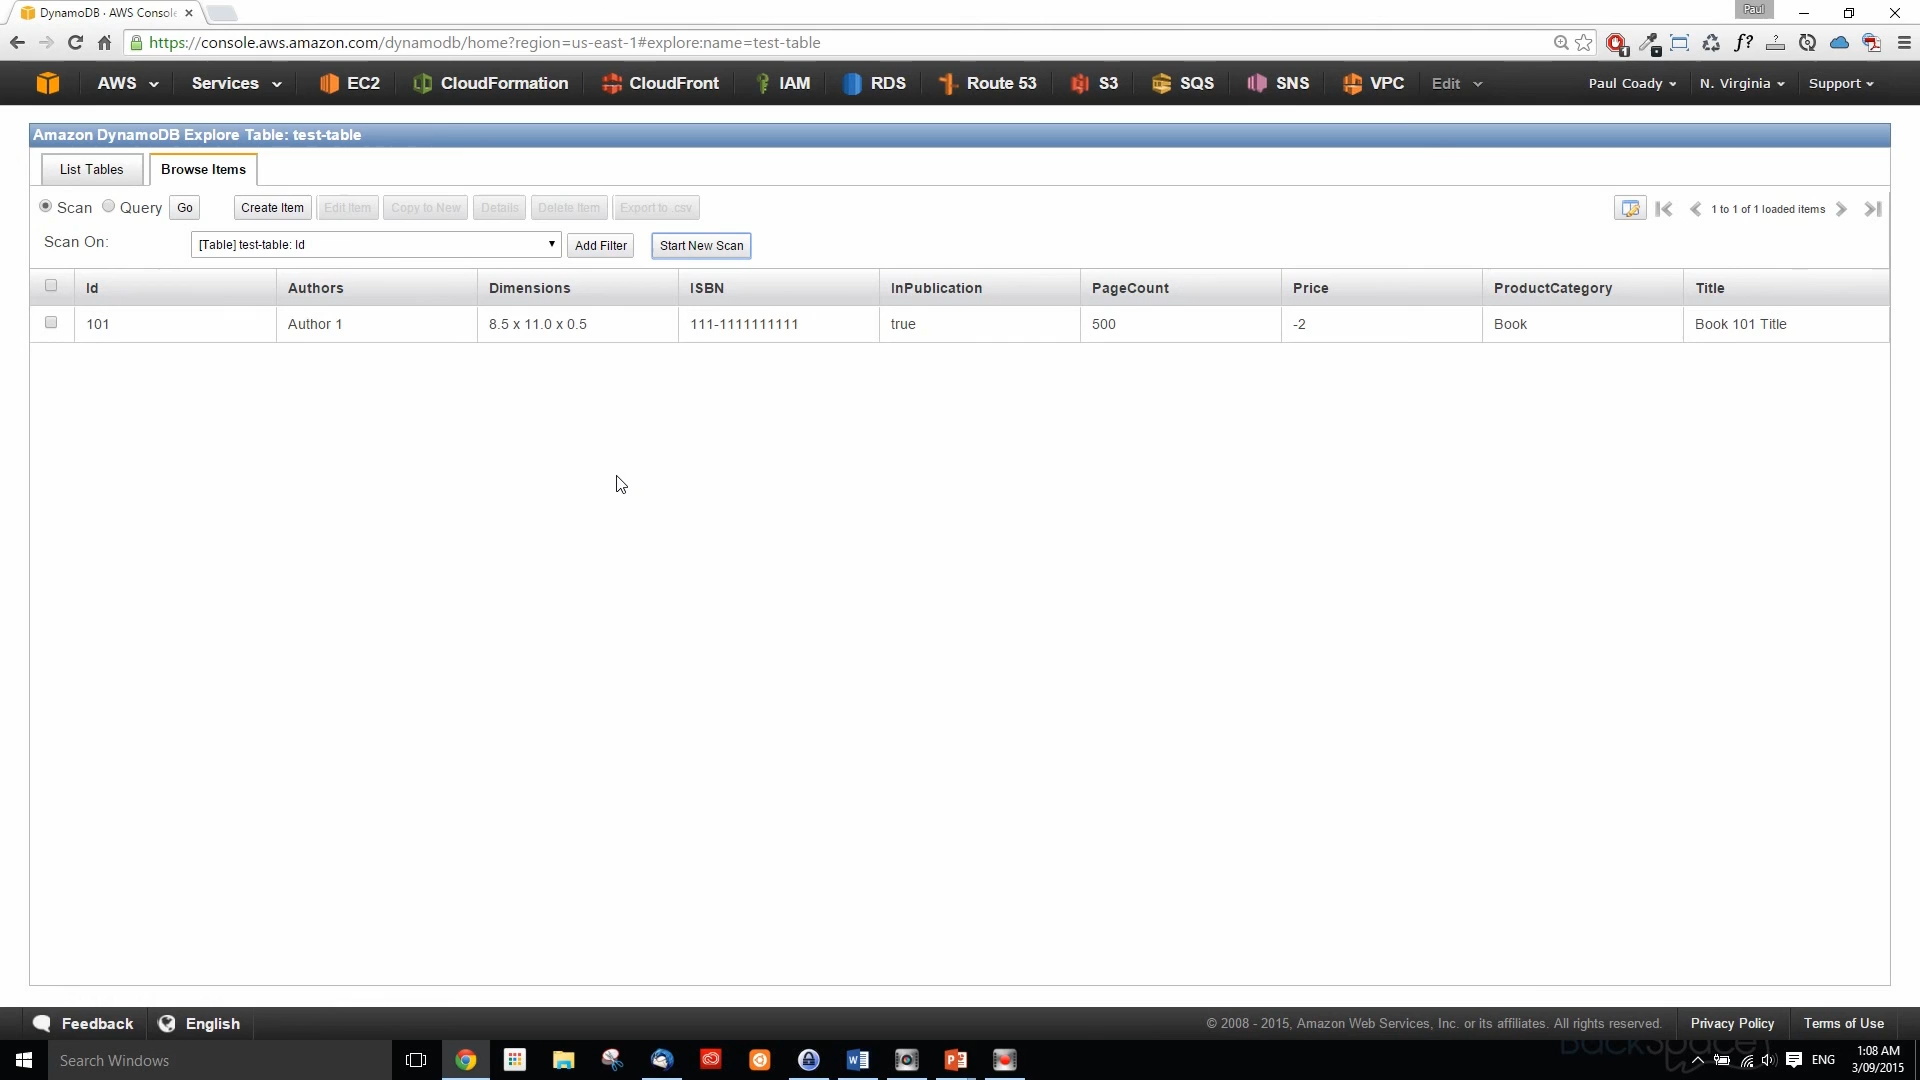 DynamoDB · AWS Console
Paul
https://console.aws.amazon.com/dynamodb/home?region=us-east-1#explore:name=test-table
AWS Services EC2 CloudFormation CloudFront IAM RDS Route 53 S3 SQS SNS VPC Edit Paul Coady N. Virginia Support
Amazon DynamoDB Explore Table: test-table
List Tables Browse Items
Scan Query Go Create Item Edit Item Copy to New Details Delete Item Export to .csv 1 to 1 of 1 loaded items
Scan On: [Table] test-table: Id Add Filter Start New Scan
Id Authors Dimensions ISBN InPublication PageCount Price ProductCategory Title
101 Author 1 8.5 x 11.0 x 0.5 111-1111111111 true 500 -2 Book Book 101 Title
Feedback English © 2008 - 2015, Amazon Web Services, Inc. or its affiliates. All rights reserved. Privacy Policy Terms of Use
BackSpace
Search Windows ENG 1:08 AM
3/09/2015